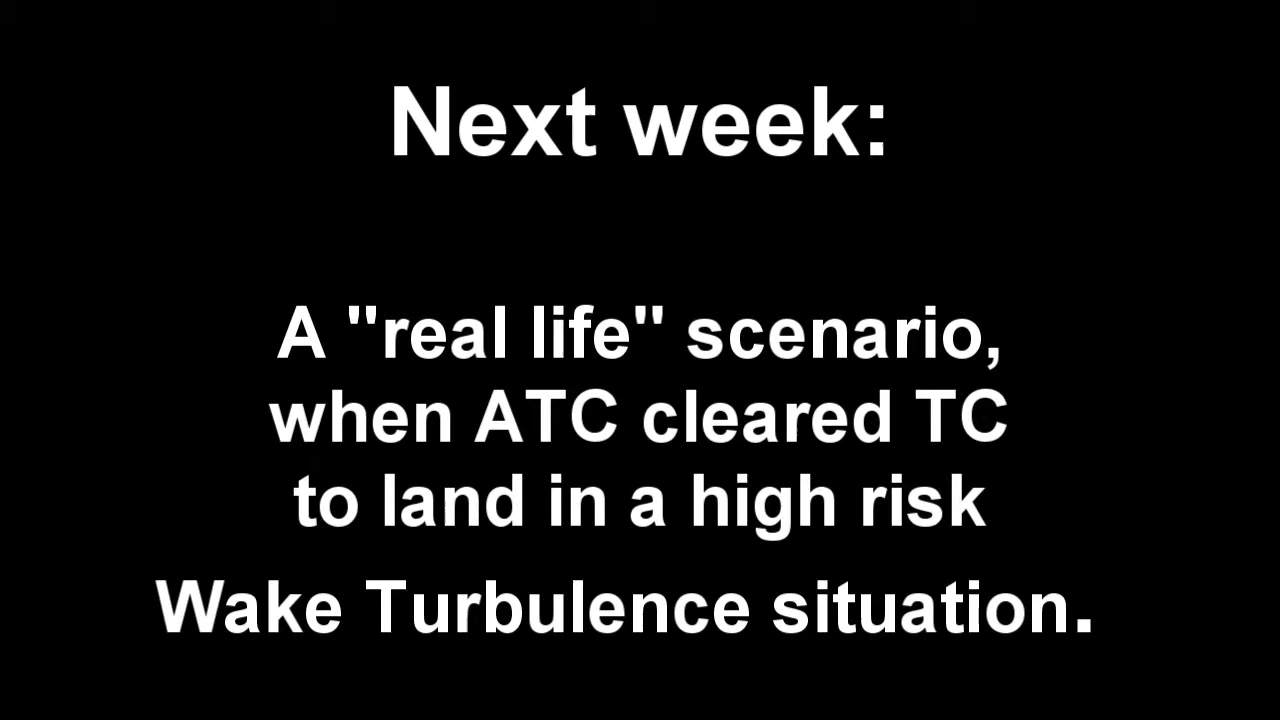 Next week:
A "real life" scenario,
when ATC cleared TC
to land in a high risk
Wake Turbulence situation.